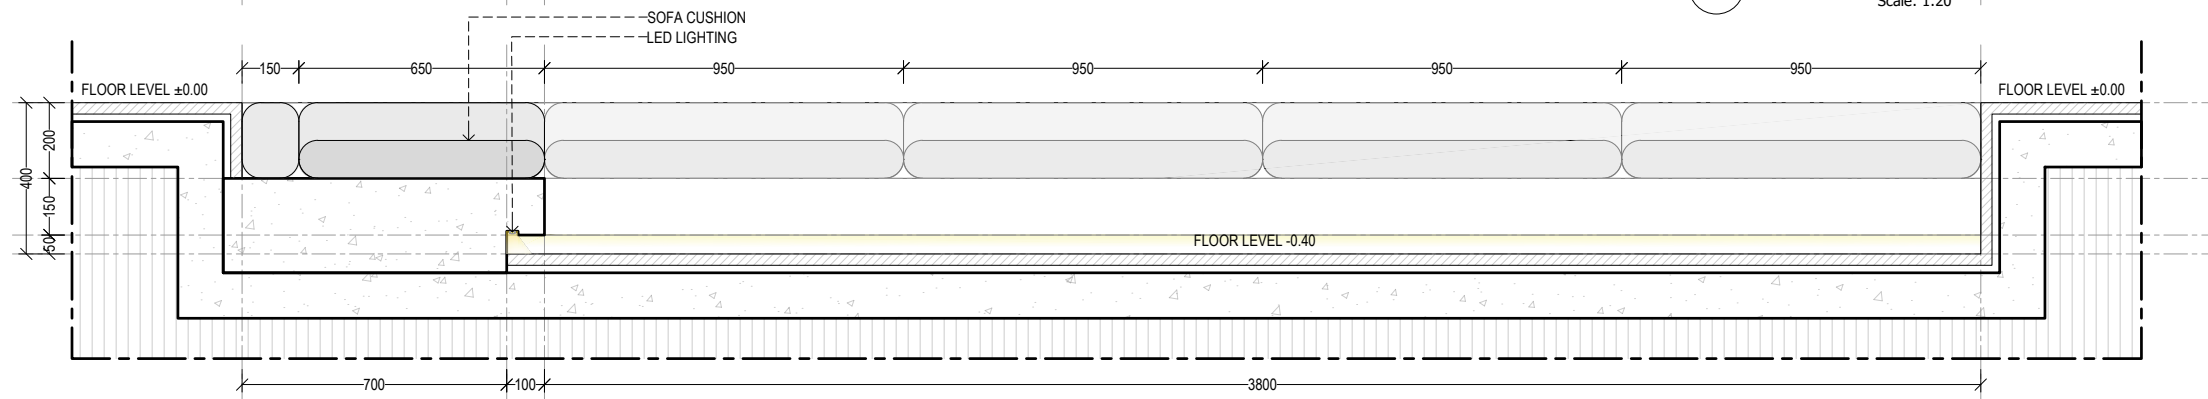 Scale: 1:20
SOFA CUSHION
LED LIGHTING
150 650 950 950 950 950
FLOOR LEVEL ±0.00 FLOOR LEVEL ±0.00
200
400
150
50
FLOOR LEVEL -0.40
700 100 3800